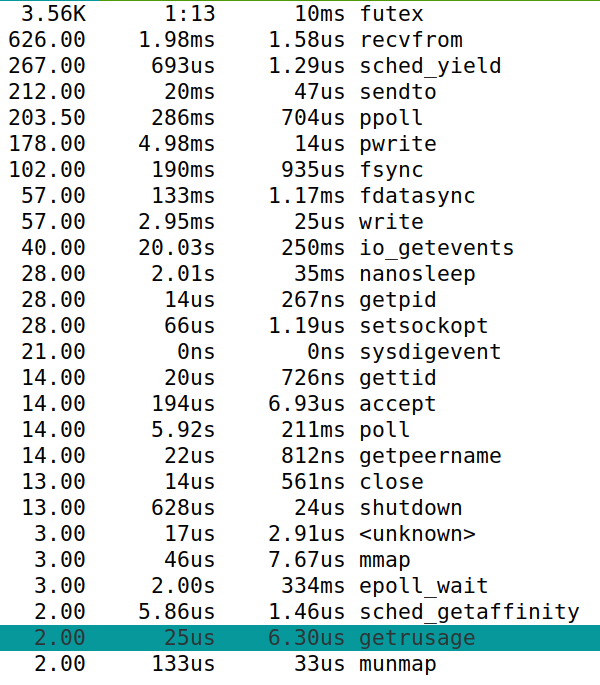 3.56K 1:13 10ms futex
626.00 1.98ms 1.58us recvfrom
267.00 693us 1.29us sched_yield
212.00 20ms 47us sendto
203.50 286ms 704us ppoll
178.00 4.98ms 14us pwrite
102.00 190ms 935us fsync
57.00 133ms 1.17ms fdatasync
57.00 2.95ms 25us write
40.00 20.03s 250ms io_getevents
28.00 2.01s 35ms nanosleep
28.00 14us 267ns getpid
28.00 66us 1.19us setsockopt
21.00 0ns 0ns sysdigevent
14.00 20us 726ns gettid
14.00 194us 6.93us accept
14.00 5.92s 211ms poll
14.00 22us 812ns getpeername
13.00 14us 561ns close
13.00 628us 24us shutdown
3.00 17us 2.91us <unknown>
3.00 46us 7.67us mmap
3.00 2.00s 334ms epoll_wait
2.00 5.86us 1.46us sched_getaffinity
2.00 25us 6.30us getrusage
2.00 133us 33us munmap